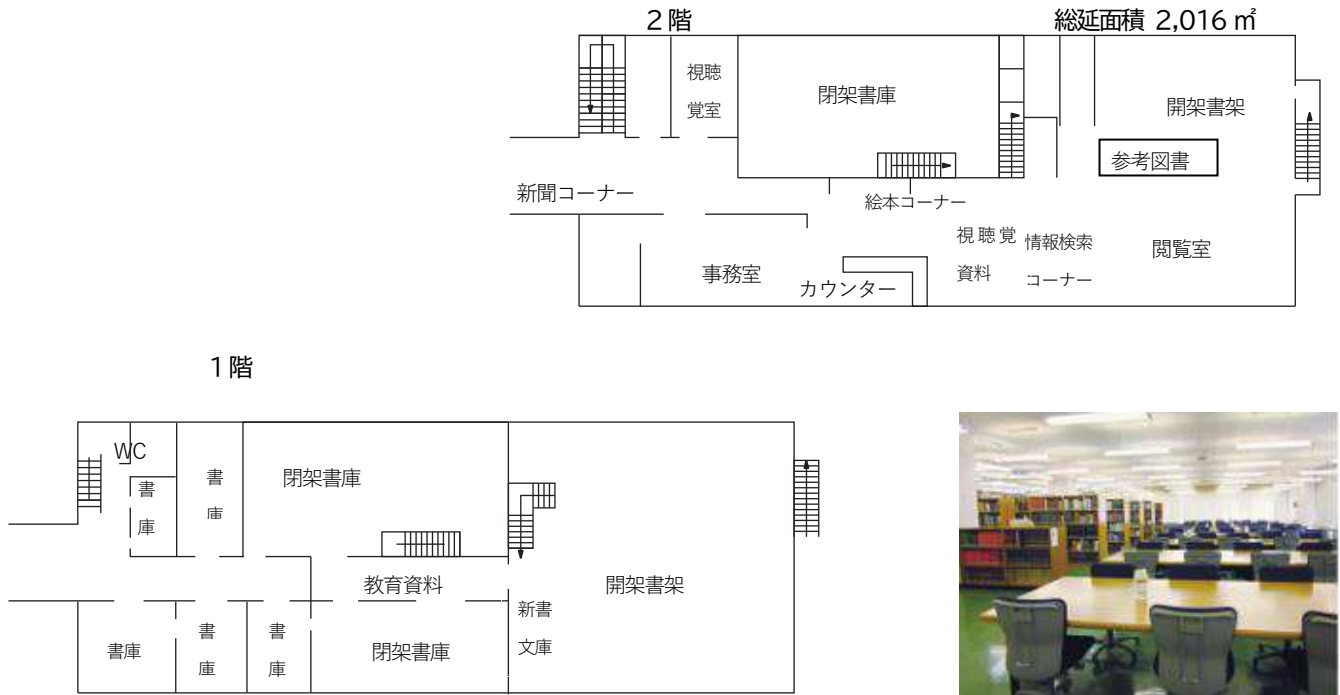 2階
総延面積 2,016㎡
視聴
覚室
閉架書庫
開架書架
参考図書
新聞コーナー
絵本コーナー
視聴覚
資料
情報検索
コーナー
閲覧室
事務室
カウンター
1階
WC
書
庫
書
庫
閉架書庫
教育資料
開架書架
新書
文庫
書庫
書
庫
書
庫
閉架書庫